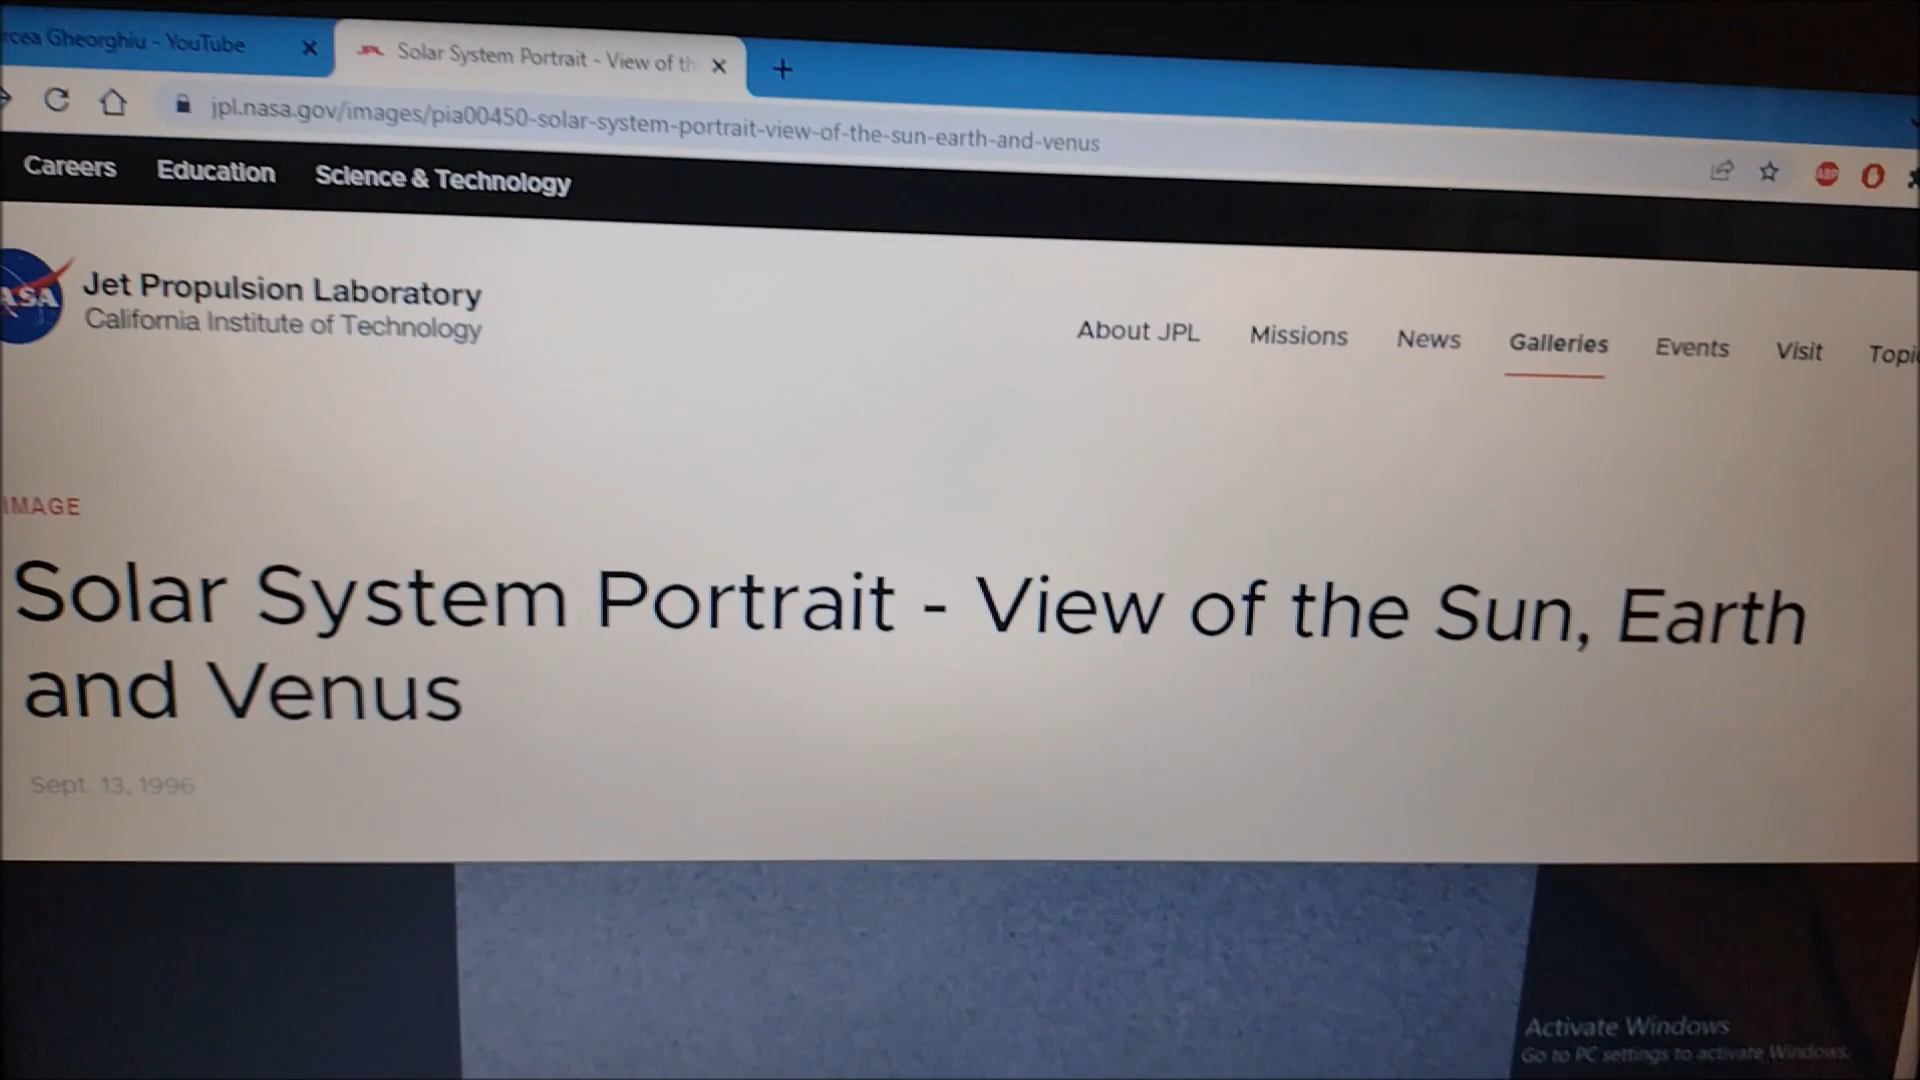 Gheorghiu - YouTube
JPL Solar System Portrait - View of th
jpl.nasa.gov/images/pia00450-solar-system-portrait-view-of-the-sun-earth-and-venus
ABP
Careers Education Science & Technology
Jet Propulsion Laboratory
California Institute of Technology
About JPL Missions News Galleries Events Visit
IMAGE
Solar System Portrait - View of the Sun, Earth
and Venus
Sept. 13, 1996
Activate Windows
Go to PC settings to activate Windows.